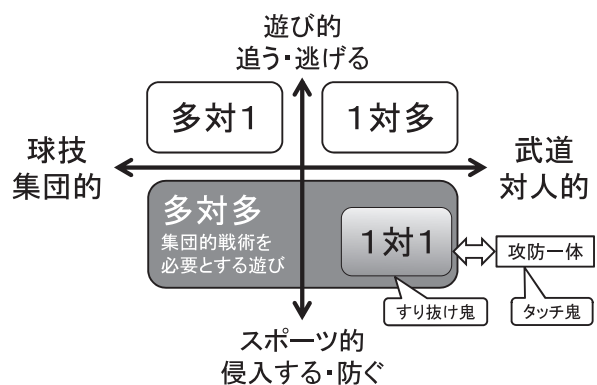 遊び的
追う・逃げる
多対１
１対多
球技
集団的
武道
対人的
多対多
集団的戦術を
必要とする遊び
１対１
攻防一体
すり抜け鬼
タッチ鬼
スポーツ的
侵入する・防ぐ